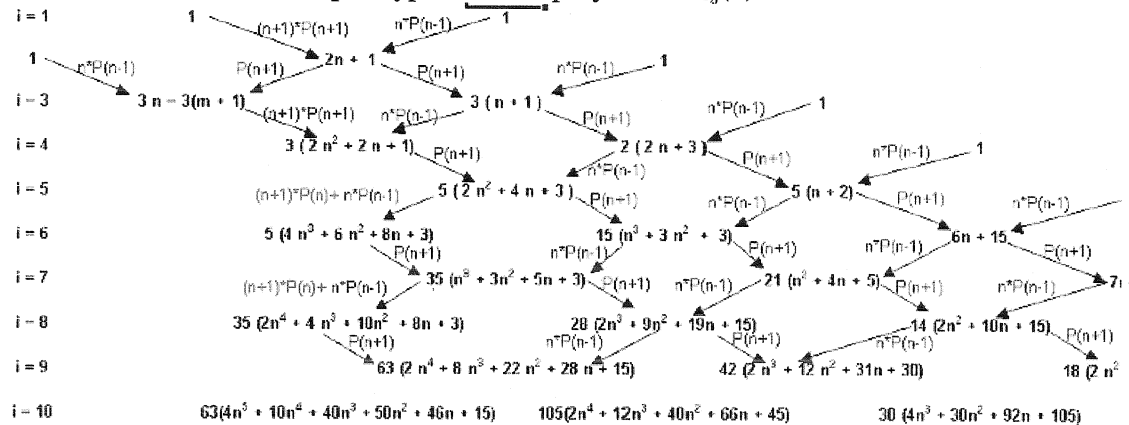 i = 1 1 1
(n+1)*P(n+1) n*P(n-1)
1 2n + 1 1
n*P(n-1) P(n+1) P(n+1) n*P(n-1)
i = 3 3 n - 3(m + 1) 3 ( n + 1 ) 1
(n+1)*P(n+1) n*P(n-1) P(n+1) n*P(n-1)
i = 4 3 ( 2 n² + 2 n + 1) 2 ( 2 n + 3 ) 1
P(n+1) n*P(n-1) P(n+1) n*P(n-1)
i = 5 5 ( 2 n² + 4 n + 3 ) 5 (n + 2)
(n+1)*P(n)+ n*P(n-1) P(n+1) n*P(n-1) P(n+1) n*P(n-1)
i = 6 5 (4 n³ + 6 n² + 8n + 3) 15 (n³ + 3 n² + 3) 6n + 15
P(n+1) n*P(n-1) P(n+1) n*P(n-1) P(n+1)
i = 7 35 (n³ + 3n² + 5n + 3) 21 (n² + 4n + 5)
(n+1)*P(n)+ n*P(n-1) P(n+1) n*P(n-1) P(n+1) n*P(n-1)
i = 8 35 (2n⁴ + 4 n³ + 10n² + 8n + 3) 28 (2n³ + 9n² + 19n + 15) 14 (2n² + 10n + 15)
P(n+1) n*P(n-1) P(n+1) n*P(n-1) P(n+1)
i = 9 63 (2 n⁴ + 8 n³ + 22 n² + 28 n + 15) 42 (2 n³ + 12 n² + 31n + 30) 18 (2 n²
i = 10 63(4n⁵ + 10n⁴ + 40n³ + 50n² + 46n + 15) 105(2n⁴ + 12n³ + 40n² + 66n + 45) 30 (4n³ + 30n² + 92n + 105)